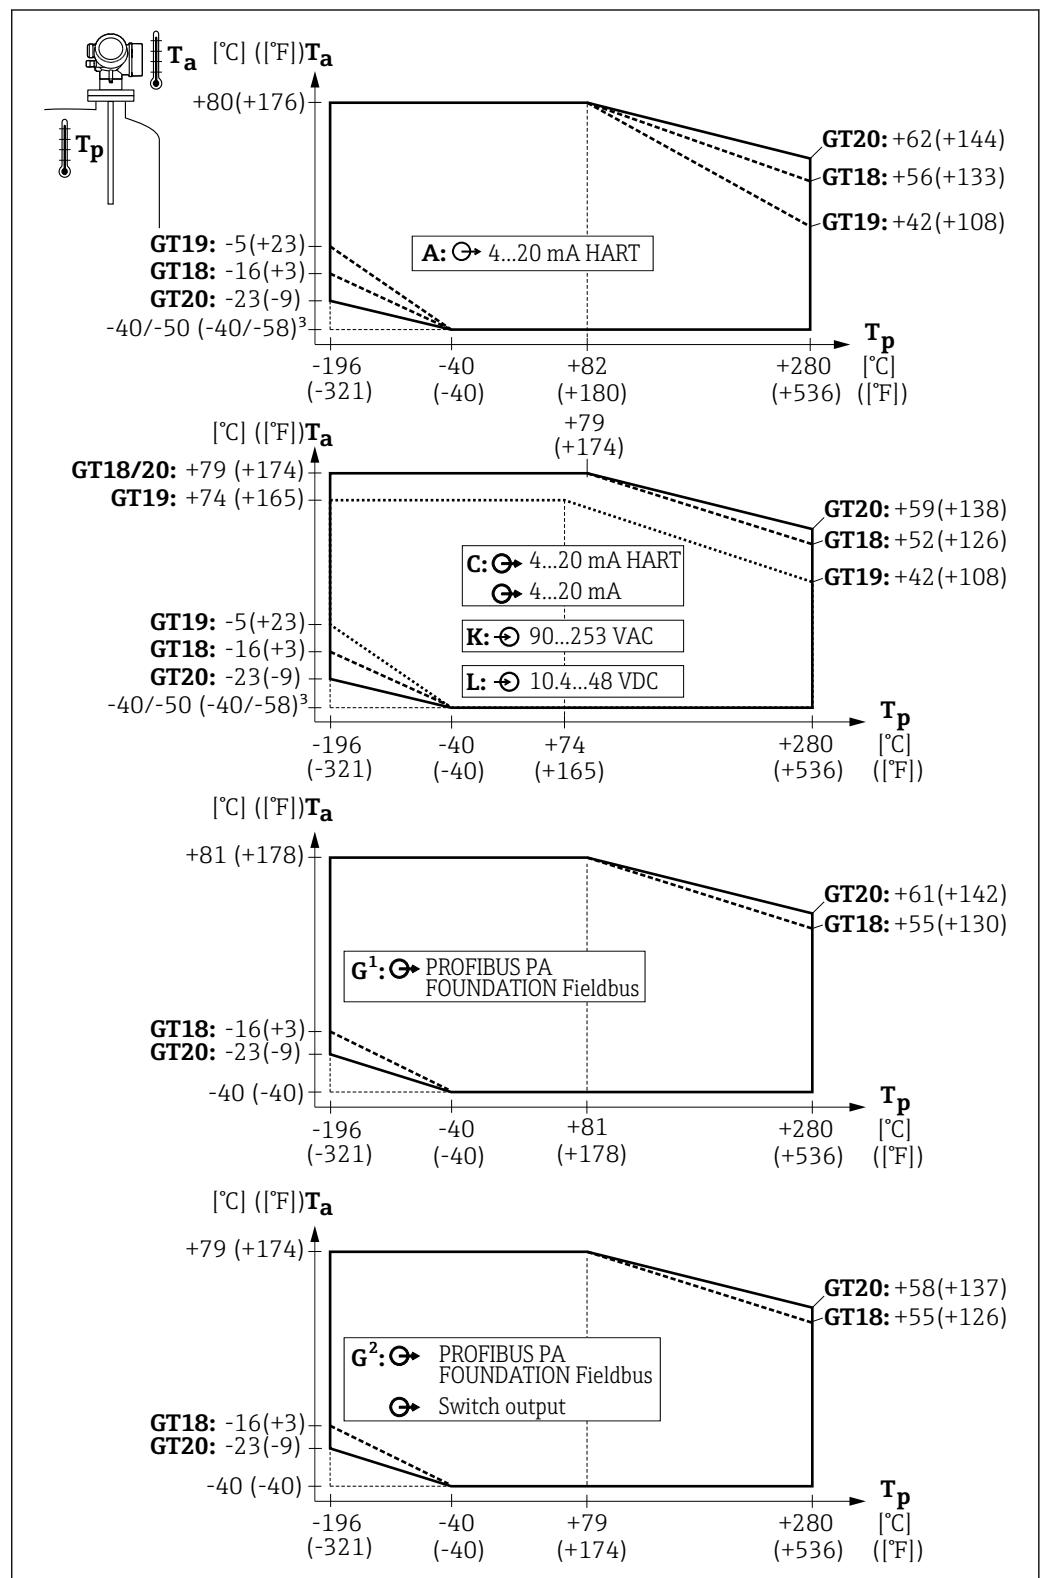 Ta [°C] ([°F])Ta
Tp
+80(+176)
GT20: +62(+144)
GT18: +56(+133)
GT19: +42(+108)
A: 4...20 mA HART
GT19: -5(+23)
GT18: -16(+3)
GT20: -23(-9)
-40/-50 (-40/-58)³
Tp
-196 -40 +82 +280 [°C]
(-321) (-40) (+180) (+536) ([°F])
+79
(+174)
[°C] ([°F])Ta
GT18/20: +79 (+174)
GT19: +74 (+165)
GT20: +59(+138)
GT18: +52(+126)
GT19: +42(+108)
C: 4...20 mA HART
4...20 mA
K: 90...253 VAC
L: 10.4...48 VDC
GT19: -5(+23)
GT18: -16(+3)
GT20: -23(-9)
-40/-50 (-40/-58)³
Tp
-196 -40 +74 +280 [°C]
(-321) (-40) (+165) (+536) ([°F])
[°C] ([°F])Ta
+81 (+178)
GT20: +61(+142)
GT18: +55(+130)
G¹: PROFIBUS PA
FOUNDATION Fieldbus
GT18: -16(+3)
GT20: -23(-9)
-40 (-40)
Tp
-196 -40 +81 +280 [°C]
(-321) (-40) (+178) (+536) ([°F])
[°C] ([°F])Ta
+79 (+174)
GT20: +58(+137)
GT18: +55(+126)
G²: PROFIBUS PA
FOUNDATION Fieldbus
Switch output
GT18: -16(+3)
GT20: -23(-9)
-40 (-40)
Tp
-196 -40 +79 +280 [°C]
(-321) (-40) (+174) (+536) ([°F])